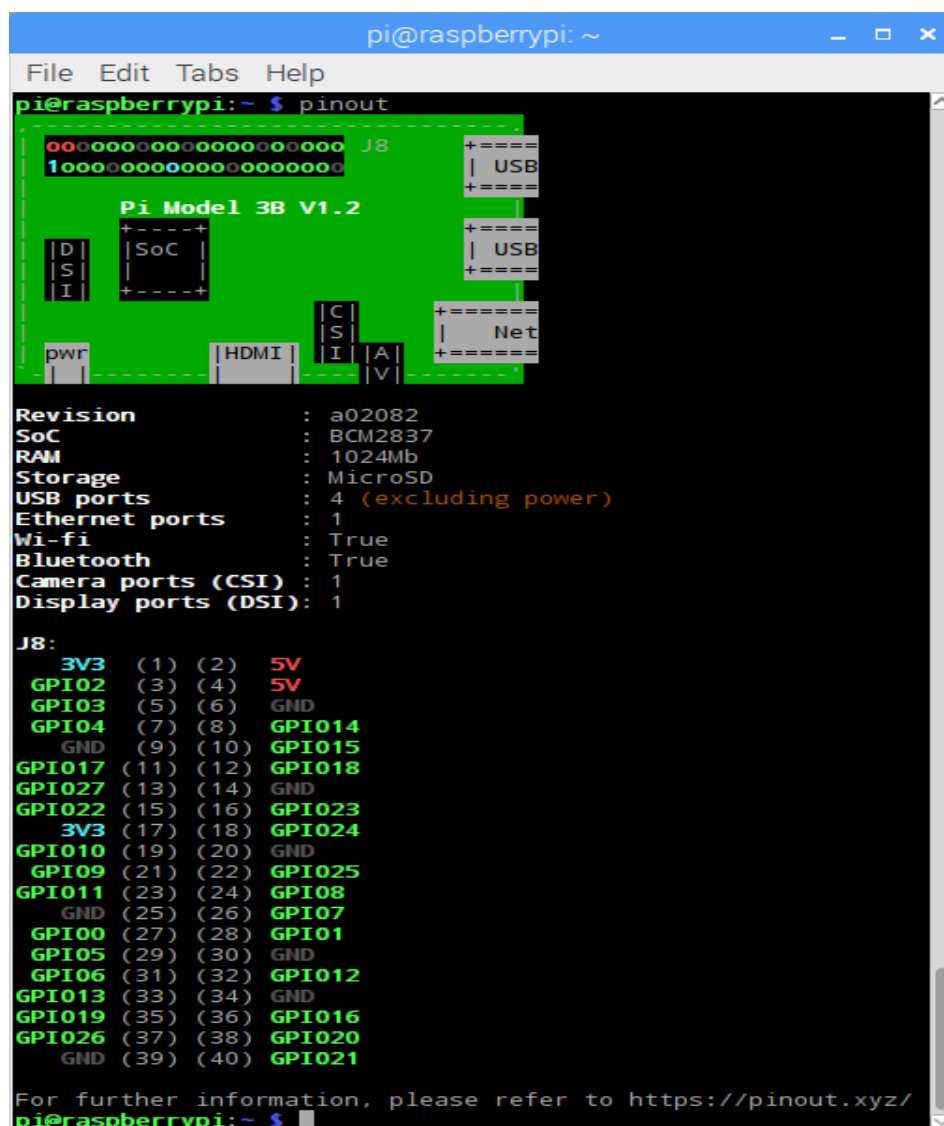 pi@raspberrypi: ~
File Edit Tabs Help
pi@raspberrypi:~ $ pinout
,--------------------------------.
| oooooooooooooooooooo J8     +====
| 1ooooooooooooooooooo        | USB
|                             +====
|      Pi Model 3B V1.2          |
|      +----+                 +====
| |D|  |SoC |                 | USB
| |S|  |    |                 +====
| |I|  +----+                    |
|                   |C|     +======
|                   |S|     |   Net
| pwr        |HDMI| |I||A|  +======
`-| |--------|    |----|V|-------'
Revision : a02082
SoC : BCM2837
RAM : 1024Mb
Storage : MicroSD
USB ports : 4 (excluding power)
Ethernet ports : 1
Wi-fi : True
Bluetooth : True
Camera ports (CSI) : 1
Display ports (DSI): 1
J8:
3V3 (1) (2) 5V
GPIO2 (3) (4) 5V
GPIO3 (5) (6) GND
GPIO4 (7) (8) GPIO14
GND (9) (10) GPIO15
GPIO17 (11) (12) GPIO18
GPIO27 (13) (14) GND
GPIO22 (15) (16) GPIO23
3V3 (17) (18) GPIO24
GPIO10 (19) (20) GND
GPIO9 (21) (22) GPIO25
GPIO11 (23) (24) GPIO8
GND (25) (26) GPIO7
GPIO0 (27) (28) GPIO1
GPIO5 (29) (30) GND
GPIO6 (31) (32) GPIO12
GPIO13 (33) (34) GND
GPIO19 (35) (36) GPIO16
GPIO26 (37) (38) GPIO20
GND (39) (40) GPIO21
For further information, please refer to https://pinout.xyz/
pi@raspberrypi:~ $